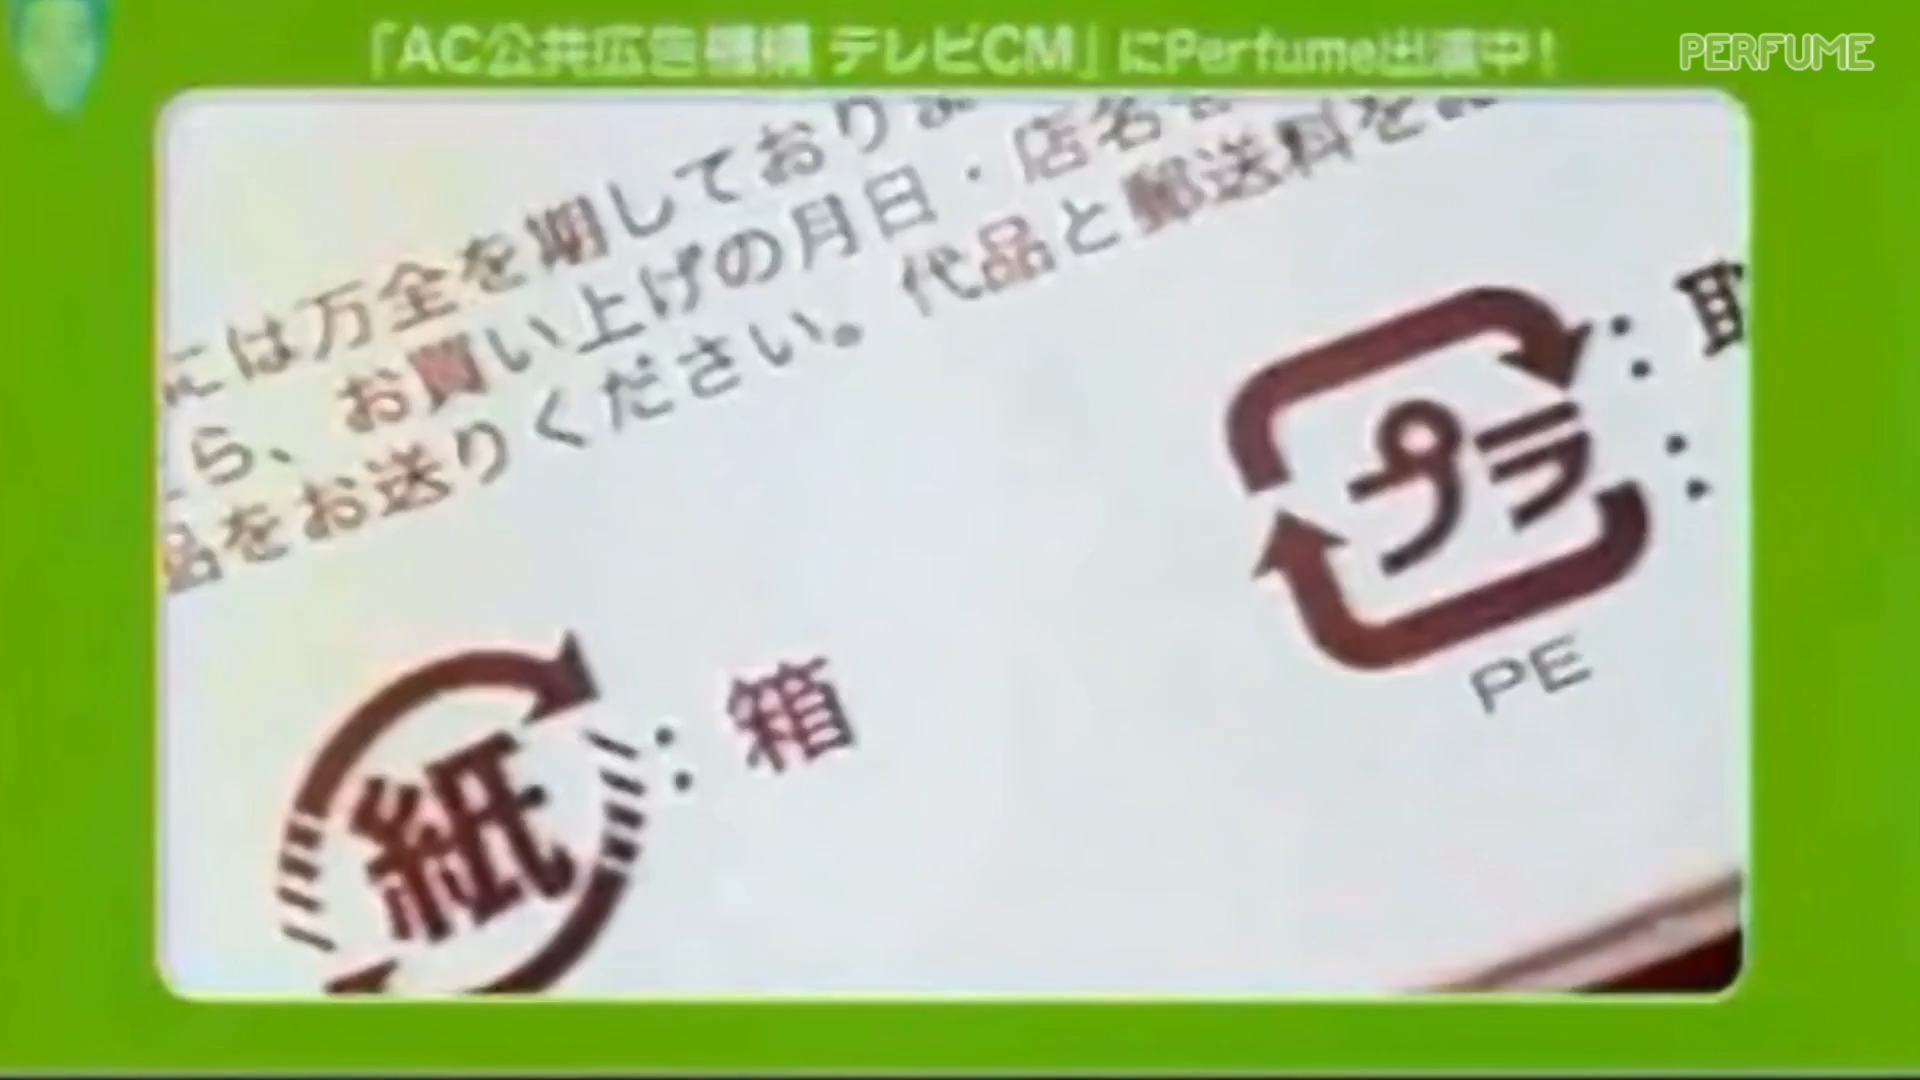 「AC公共広告機構 テレビCM」にPerfume出演中!
PERFUME
には万全を期しておりま
ら、お買い上げの月日・店名
品をお送りください。代品と郵送料を
プラ
:
:
PE
紙
: 箱